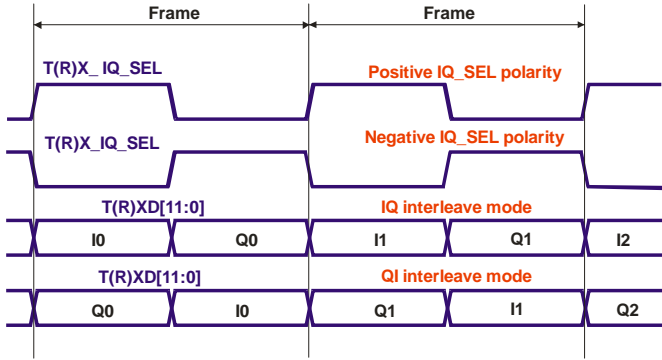 Frame Frame
T(R)X_ IQ_SEL Positive IQ_SEL polarity
T(R)X_IQ_SEL Negative IQ_SEL polarity
T(R)XD[11:0] IQ interleave mode
I0 Q0 I1 Q1 I2
T(R)XD[11:0] QI interleave mode
Q0 I0 Q1 I1 Q2